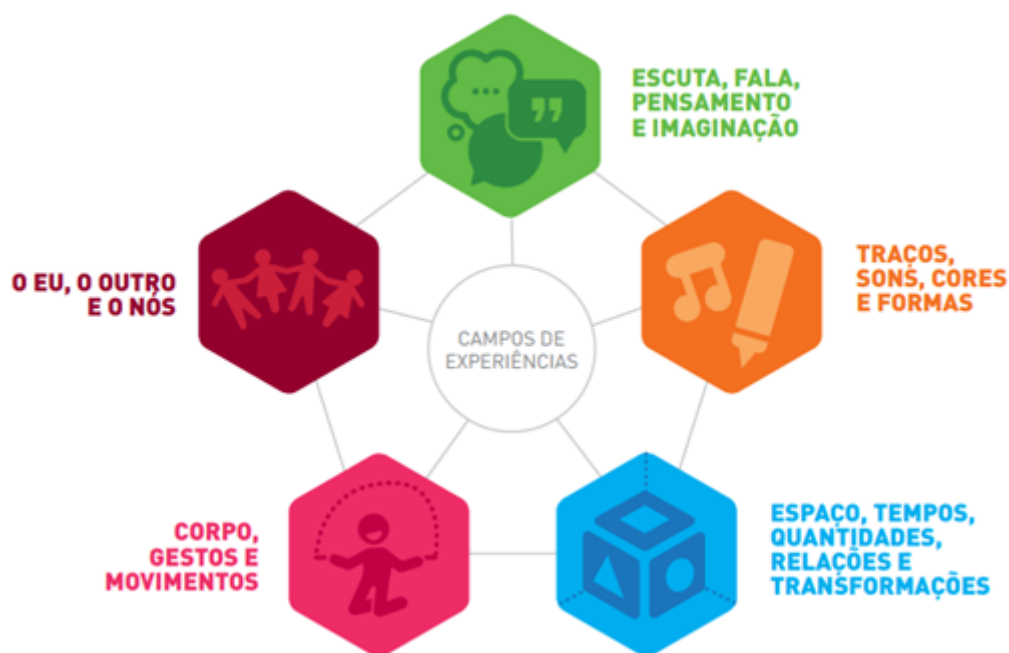 ESCUTA, FALA,
PENSAMENTO
E IMAGINAÇÃO
O EU, O OUTRO
E O NÓS
TRAÇOS,
SONS, CORES
E FORMAS
CAMPOS DE
EXPERIÊNCIAS
CORPO,
GESTOS E
MOVIMENTOS
ESPAÇO, TEMPOS,
QUANTIDADES,
RELAÇÕES E
TRANSFORMAÇÕES